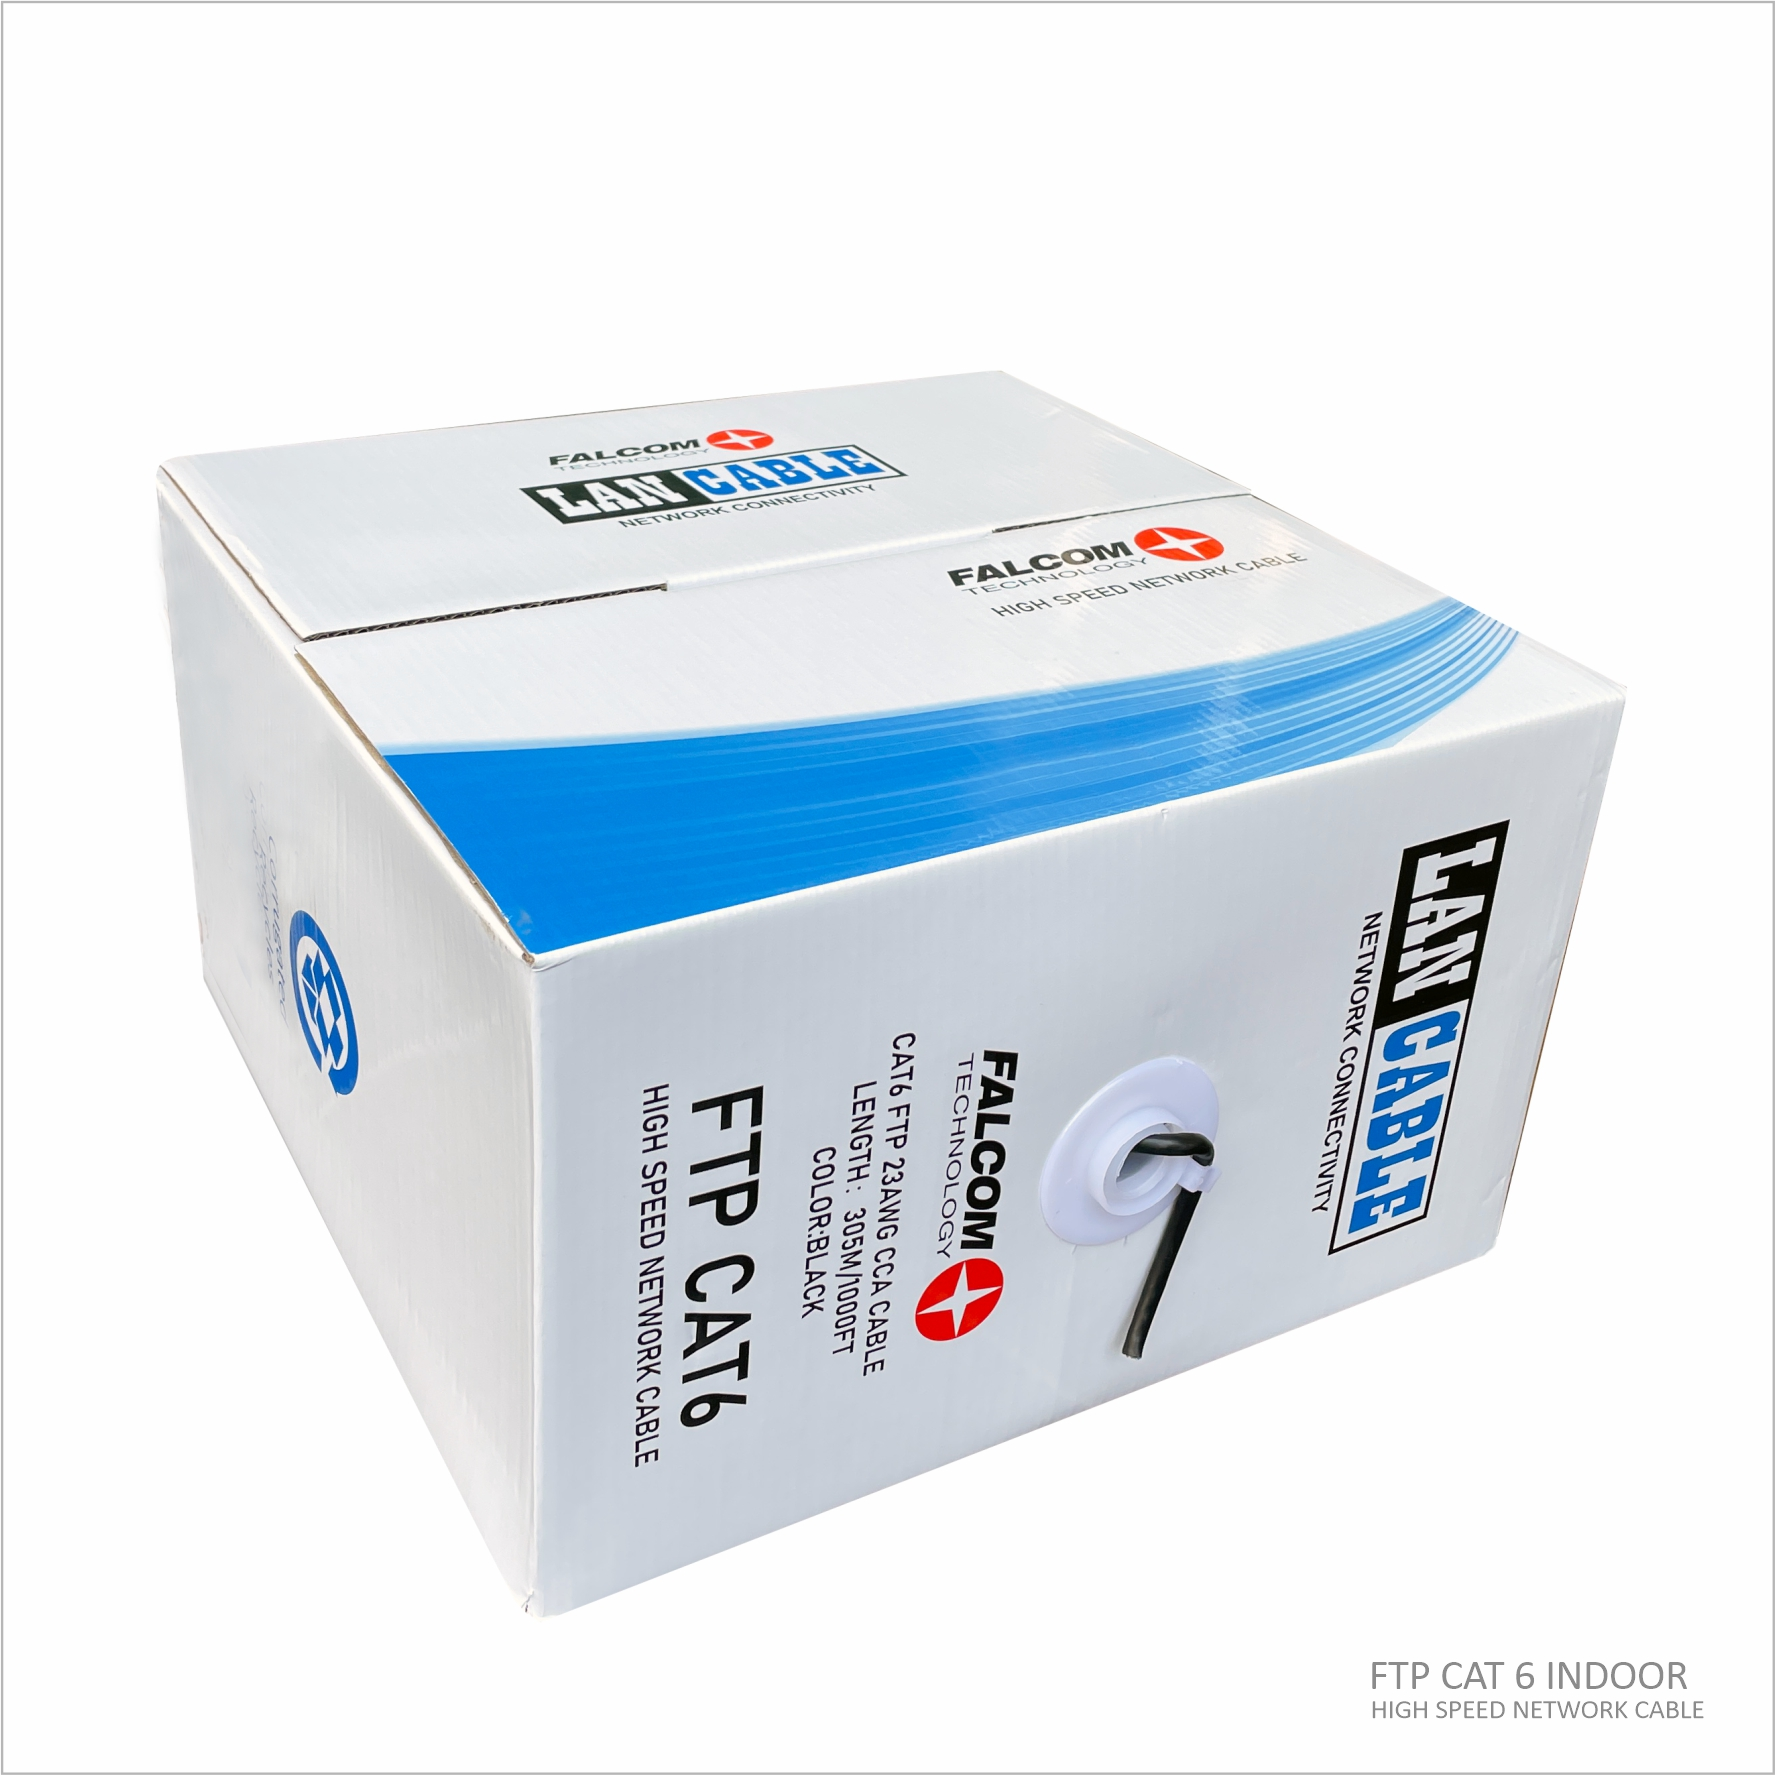 FALCOM
TECHNOLOGY
LAN CABLE
NETWORK CONNECTIVITY
FALCOM
TECHNOLOGY
HIGH SPEED NETWORK CABLE
LAN CABLE
NETWORK CONNECTIVITY
FALCOM
TECHNOLOGY
CAT6 FTP 23AWG CCA CABLE
LENGTH: 305M/1000FT
COLOR:BLACK
FTP CAT6
HIGH SPEED NETWORK CABLE
Corrugated
Recycles
FTP CAT 6 INDOOR
HIGH SPEED NETWORK CABLE